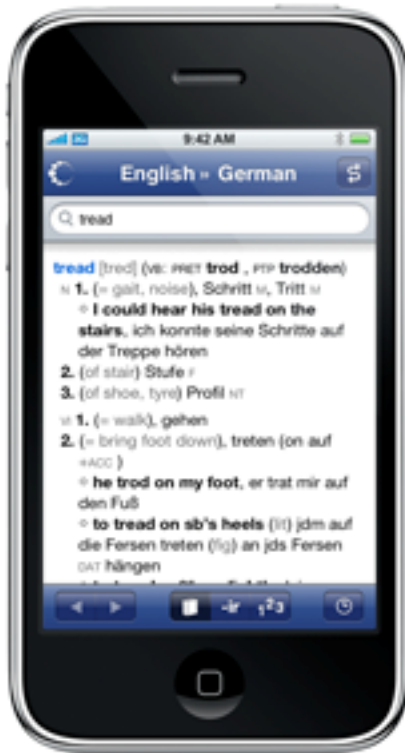 3G
9:42 AM
English » German
tread
tread [tred] (VB: PRET trod , PTP trodden)
N 1. (= gait, noise), Schritt M, Tritt M
I could hear his tread on the
stairs, ich konnte seine Schritte auf
der Treppe hören
2. (of stair) Stufe F
3. (of shoe, tyre) Profil NT
VI 1. (= walk), gehen
2. (= bring foot down), treten (on auf
+ACC )
he trod on my foot, er trat mir auf
den Fuß
to tread on sb's heels (lit) jdm auf
die Fersen treten (fig) an jds Fersen
DAT hängen
-ir 123